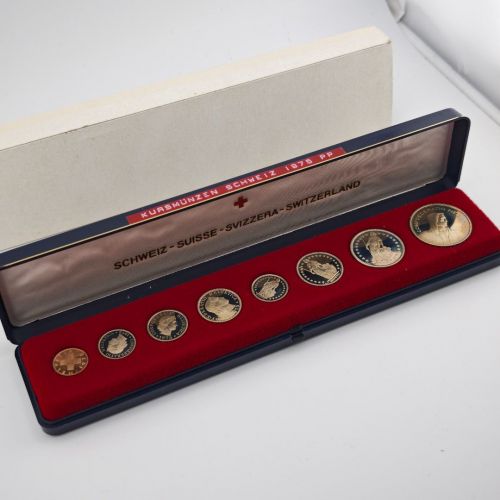 KURSMÜNZEN SCHWEIZ 1975 PP
SCHWEIZ - SUISSE - SVIZZERA - SWITZERLAND